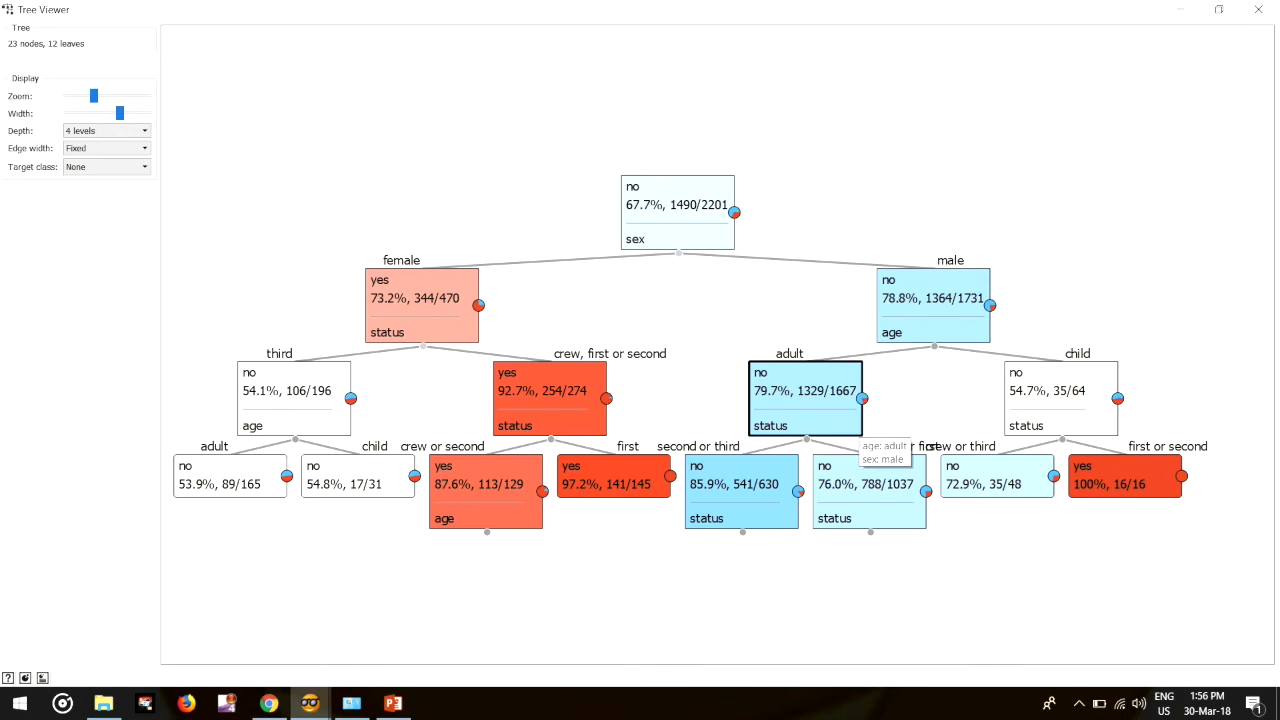 Tree Viewer
Tree
23 nodes, 12 leaves
Display
Zoom:
Width:
Depth: 4 levels
Edge width: Fixed
Target class: None
no
67.7%, 1490/2201
sex
female
male
yes
73.2%, 344/470
status
no
78.8%, 1364/1731
age
third
crew, first or second
adult
child
no
54.1%, 106/196
age
yes
92.7%, 254/274
status
no
79.7%, 1329/1667
status
no
54.7%, 35/64
status
adult
child
crew or second
first
second or third
r first
ew or third
first or second
age: adult
sex: male
no
53.9%, 89/165
no
54.8%, 17/31
yes
87.6%, 113/129
age
yes
97.2%, 141/145
no
85.9%, 541/630
status
no
76.0%, 788/1037
status
no
72.9%, 35/48
yes
100%, 16/16
?
ENG
US
1:56 PM
30-Mar-18
1